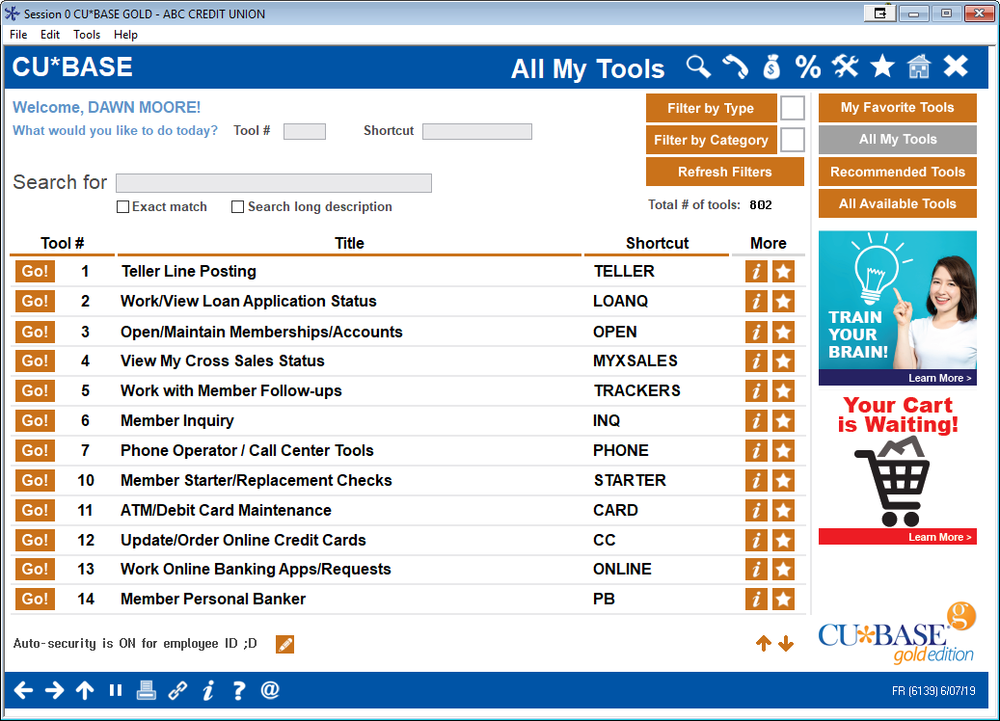 Session 0 CU*BASE GOLD - ABC CREDIT UNION
File Edit Tools Help
CU*BASE
All My Tools
Welcome, DAWN MOORE!
What would you like to do today? Tool # Shortcut
Filter by Type
Filter by Category
Refresh Filters
My Favorite Tools
All My Tools
Recommended Tools
All Available Tools
Search for
Exact match Search long description
Total # of tools: 802
Tool # Title Shortcut More
Go! 1 Teller Line Posting TELLER i
Go! 2 Work/View Loan Application Status LOANQ i
Go! 3 Open/Maintain Memberships/Accounts OPEN i
Go! 4 View My Cross Sales Status MYXSALES i
Go! 5 Work with Member Follow-ups TRACKERS i
Go! 6 Member Inquiry INQ i
Go! 7 Phone Operator / Call Center Tools PHONE i
Go! 10 Member Starter/Replacement Checks STARTER i
Go! 11 ATM/Debit Card Maintenance CARD i
Go! 12 Update/Order Online Credit Cards CC i
Go! 13 Work Online Banking Apps/Requests ONLINE i
Go! 14 Member Personal Banker PB i
TRAIN
YOUR
BRAIN!
Learn More >
Your Cart
is Waiting!
Learn More >
Auto-security is ON for employee ID ;D
CU*BASE g
gold edition
i ? @
FR (6139) 6/07/19